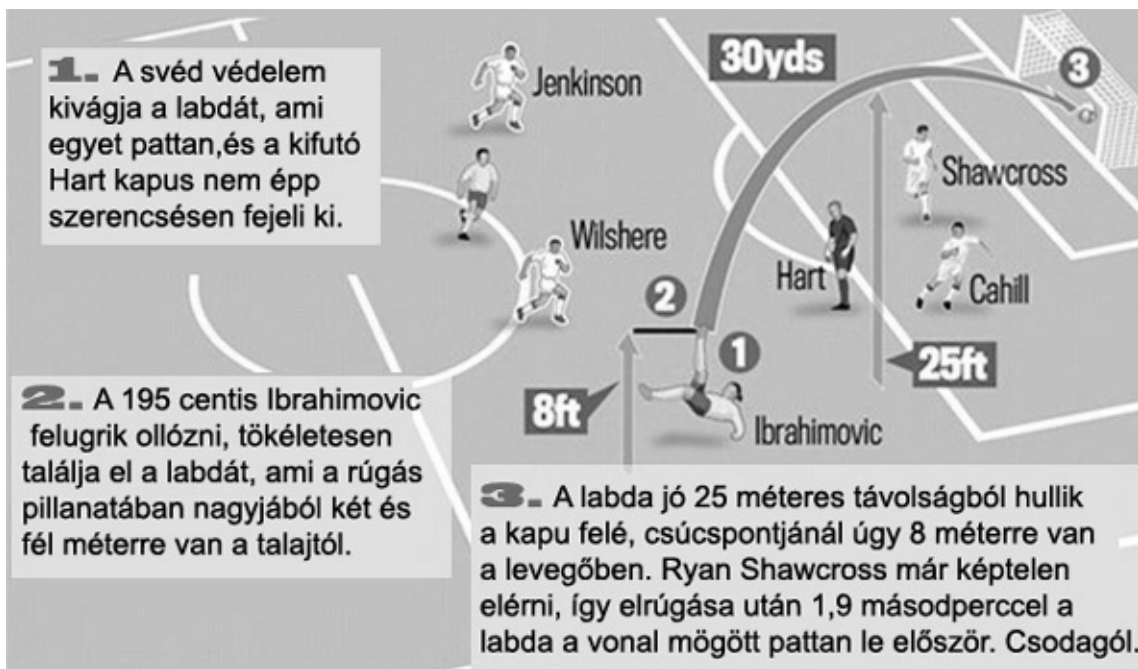 1. A svéd védelem
kivágja a labdát, ami
egyet pattan,és a kifutó
Hart kapus nem épp
szerencsésen fejeli ki.
Jenkinson
30yds
3
Shawcross
Wilshere
Hart
Cahill
2
1
8ft
25ft
Ibrahimovic
2. A 195 centis Ibrahimovic
felugrik ollózni, tökéletesen
találja el a labdát, ami a rúgás
pillanatában nagyjából két és
fél méterre van a talajtól.
3. A labda jó 25 méteres távolságból hullik
a kapu felé, csúcspontjánál úgy 8 méterre van
a levegőben. Ryan Shawcross már képtelen
elérni, így elrúgása után 1,9 másodperccel a
labda a vonal mögött pattan le először. Csodagól.